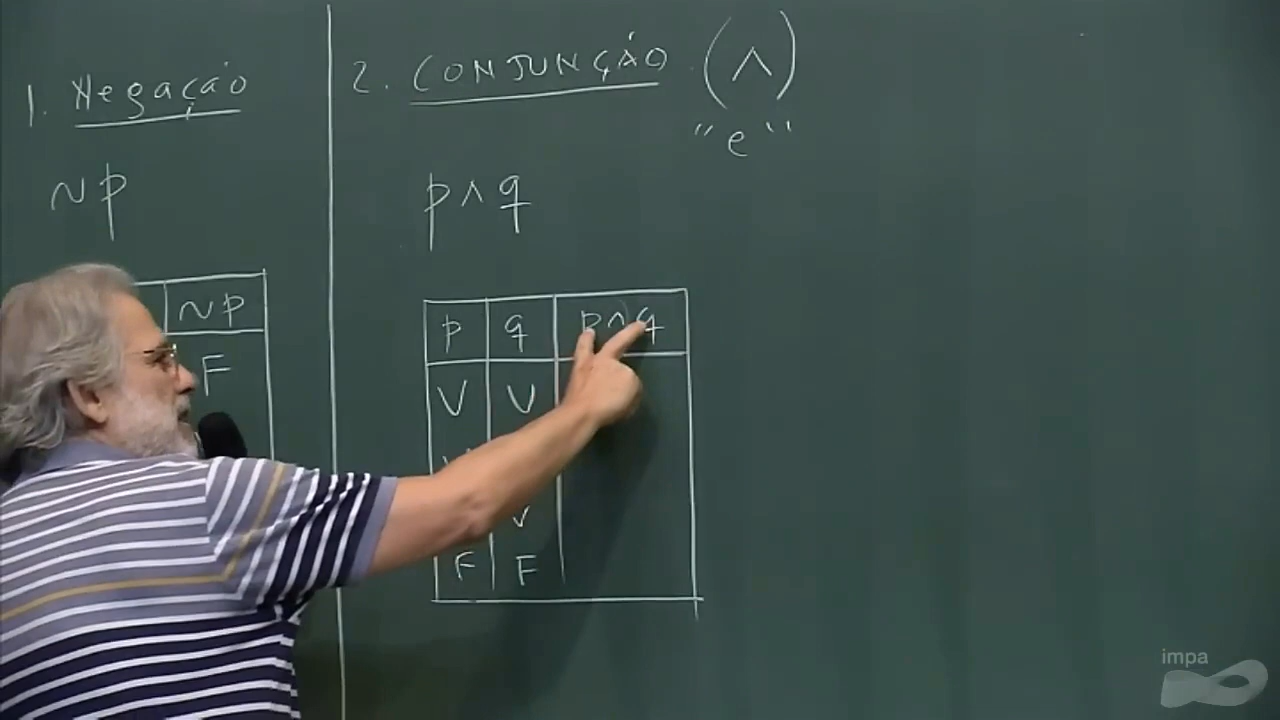 1. Negação
~p
~p
F
2. CONJUNÇÃO (∧)
"e"
p∧q
p q p∧q
V V
V
F F
impa